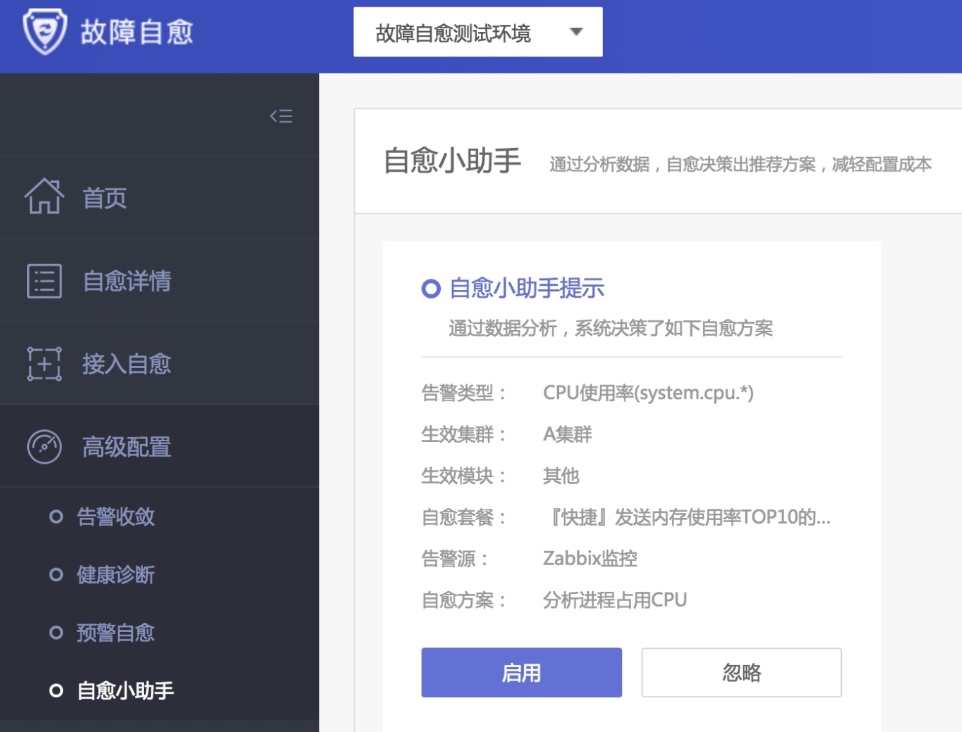 故障自愈
故障自愈测试环境
首页
自愈详情
接入自愈
高级配置
告警收敛
健康诊断
预警自愈
自愈小助手
自愈小助手 通过分析数据，自愈决策出推荐方案，减轻配置成本
自愈小助手提示
通过数据分析，系统决策了如下自愈方案
告警类型： CPU使用率(system.cpu.*)
生效集群： A集群
生效模块： 其他
自愈套餐： 『快捷』发送内存使用率TOP10的...
告警源： Zabbix监控
自愈方案： 分析进程占用CPU
启用 忽略